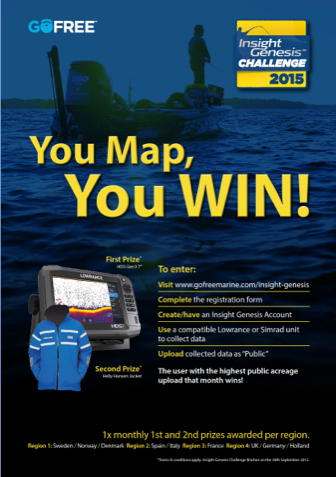 GOFREE™
Insight
Genesis™
CHALLENGE
2015
You Map,
You WIN!
First Prize*
HDS Gen3 7"
LOWRANCE
HDS7
Second Prize*
Helly Hansen Jacket
To enter:
Visit www.gofreemarine.com/insight-genesis
Complete the registration form
Create/have an Insight Genesis Account
Use a compatible Lowrance or Simrad unit
to collect data
Upload collected data as "Public"
The user with the highest public acreage
upload that month wins!
1x monthly 1st and 2nd prizes awarded per region.
Region 1: Sweden / Norway / Denmark Region 2: Spain / Italy Region 3: France Region 4: UK / Germany / Holland
*Terms & conditions apply. Insight Genesis Challenge finishes on the 30th September 2015.